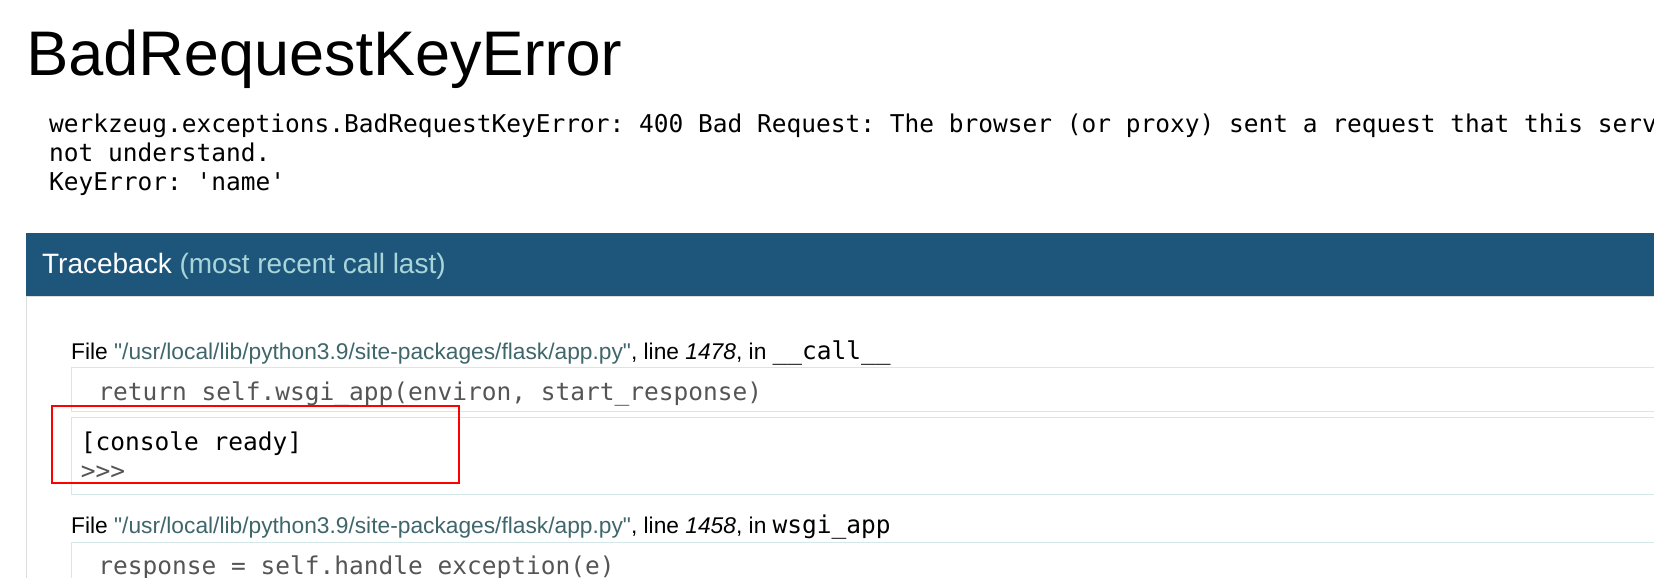 BadRequestKeyError
werkzeug.exceptions.BadRequestKeyError: 400 Bad Request: The browser (or proxy) sent a request that this serv
not understand.
KeyError: 'name'
Traceback (most recent call last)
File "/usr/local/lib/python3.9/site-packages/flask/app.py", line 1478, in __call__
return self.wsgi_app(environ, start_response)
[console ready]
>>>
File "/usr/local/lib/python3.9/site-packages/flask/app.py", line 1458, in wsgi_app
response = self.handle_exception(e)